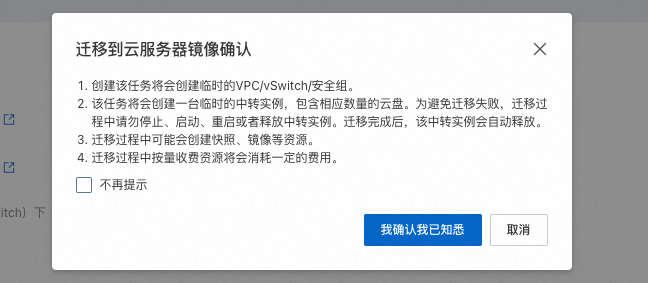 迁移到云服务器镜像确认
1. 创建该任务将会创建临时的VPC/vSwitch/安全组。
2. 该任务将会创建一台临时的中转实例，包含相应数量的云盘。为避免迁移失败，迁移过
程中请勿停止、启动、重启或者释放中转实例。迁移完成后，该中转实例会自动释放。
3. 迁移过程中可能会创建快照、镜像等资源。
4. 迁移过程中按量收费资源将会消耗一定的费用。
不再提示
itch）下
我确认我已知悉 取消